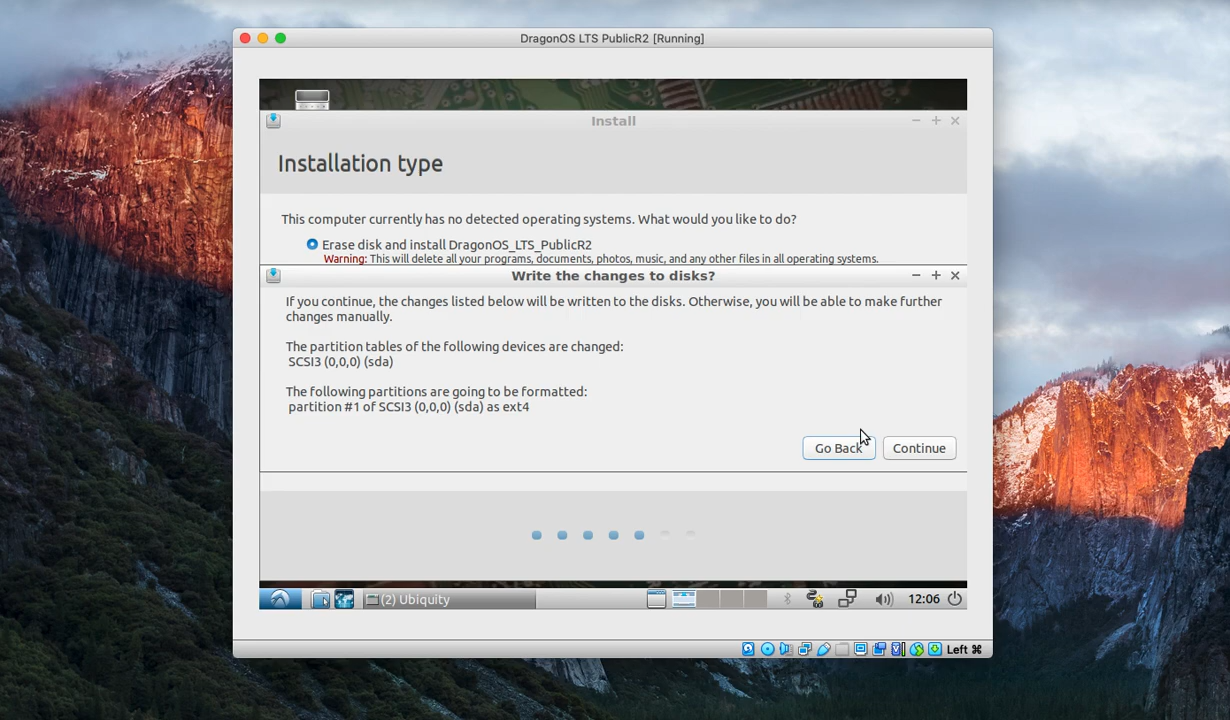 DragonOS LTS PublicR2 [Running]
Install
Installation type
This computer currently has no detected operating systems. What would you like to do?
Erase disk and install DragonOS_LTS_PublicR2
Warning: This will delete all your programs, documents, photos, music, and any other files in all operating systems.
Write the changes to disks?
If you continue, the changes listed below will be written to the disks. Otherwise, you will be able to make further
changes manually.
The partition tables of the following devices are changed:
SCSI3 (0,0,0) (sda)
The following partitions are going to be formatted:
partition #1 of SCSI3 (0,0,0) (sda) as ext4
Go Back
Continue
(2) Ubiquity
12:06
Left ⌘